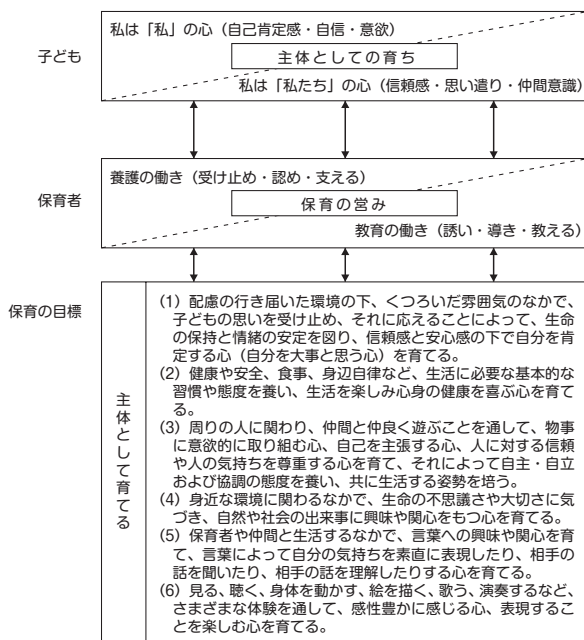 子ども
私は「私」の心（自己肯定感・自信・意欲）
主体としての育ち
私は「私たち」の心（信頼感・思い遣り・仲間意識）
保育者
養護の働き（受け止め・認め・支える）
保育の営み
教育の働き（誘い・導き・教える）
保育の目標
主体として育てる
(1) 配慮の行き届いた環境の下、くつろいだ雰囲気のなかで、
子どもの思いを受け止め、それに応えることによって、生命
の保持と情緒の安定を図り、信頼感と安心感の下で自分を肯
定する心（自分を大事と思う心）を育てる。
(2) 健康や安全、食事、身辺自律など、生活に必要な基本的な
習慣や態度を養い、生活を楽しみ心身の健康を喜ぶ心を育て
る。
(3) 周りの人に関わり、仲間と仲良く遊ぶことを通して、物事
に意欲的に取り組む心、自己を主張する心、人に対する信頼
や人の気持ちを尊重する心を育て、それによって自主・自立
および協調の態度を養い、共に生活する姿勢を培う。
(4) 身近な環境に関わるなかで、生命の不思議さや大切さに気
づき、自然や社会の出来事に興味や関心をもつ心を育てる。
(5) 保育者や仲間と生活するなかで、言葉への興味や関心を育
て、言葉によって自分の気持ちを素直に表現したり、相手の
話を聞いたり、相手の話を理解したりする心を育てる。
(6) 見る、聴く、身体を動かす、絵を描く、歌う、演奏するなど、
さまざまな体験を通して、感性豊かに感じる心、表現するこ
とを楽しむ心を育てる。